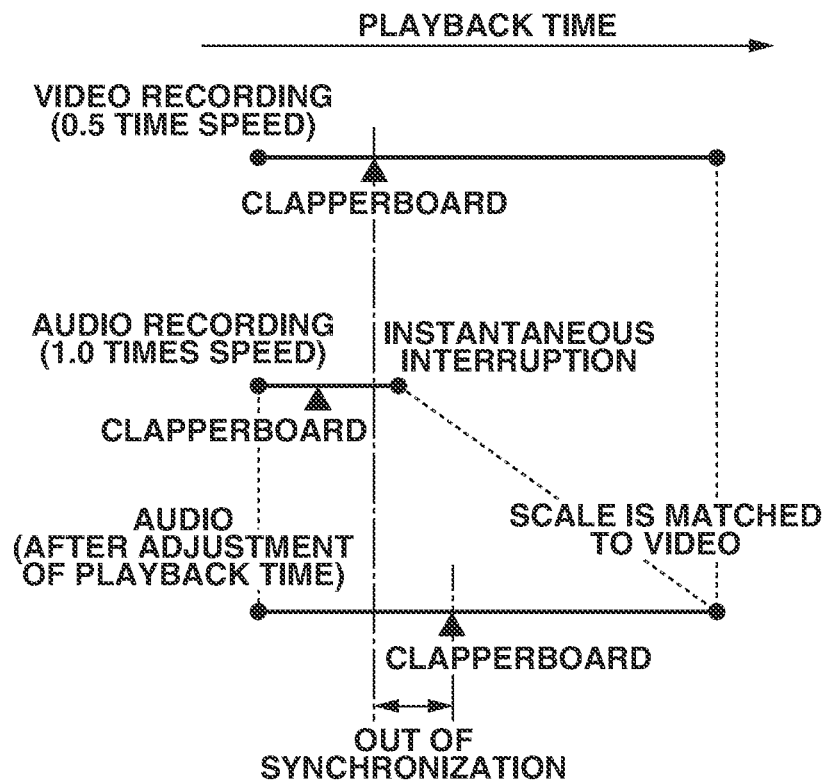 PLAYBACK TIME
VIDEO RECORDING
(0.5 TIME SPEED)
CLAPPERBOARD
AUDIO RECORDING
(1.0 TIMES SPEED)
INSTANTANEOUS
INTERRUPTION
CLAPPERBOARD
AUDIO
(AFTER ADJUSTMENT
OF PLAYBACK TIME)
SCALE IS MATCHED
TO VIDEO
CLAPPERBOARD
OUT OF
SYNCHRONIZATION